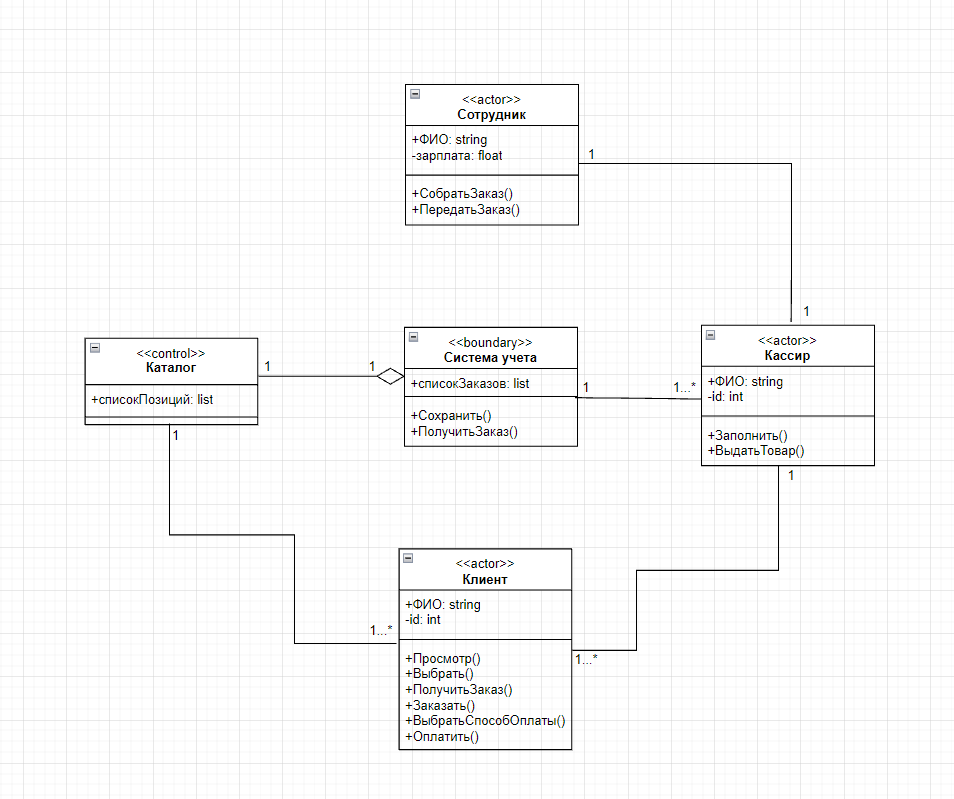 <<actor>>
Сотрудник
+ФИО: string
-зарплата: float
+СобратьЗаказ()
+ПередатьЗаказ()
1
1
<<control>>
Каталог
+списокПозиций: list
1
1
1
<<boundary>>
Система учета
+списокЗаказов: list
+Сохранить()
+ПолучитьЗаказ()
1
1...*
<<actor>>
Кассир
+ФИО: string
-id: int
+Заполнить()
+ВыдатьТовар()
1
<<actor>>
Клиент
+ФИО: string
-id: int
+Просмотр()
+Выбрать()
+ПолучитьЗаказ()
+Заказать()
+ВыбратьСпособОплаты()
+Оплатить()
1...*
1...*